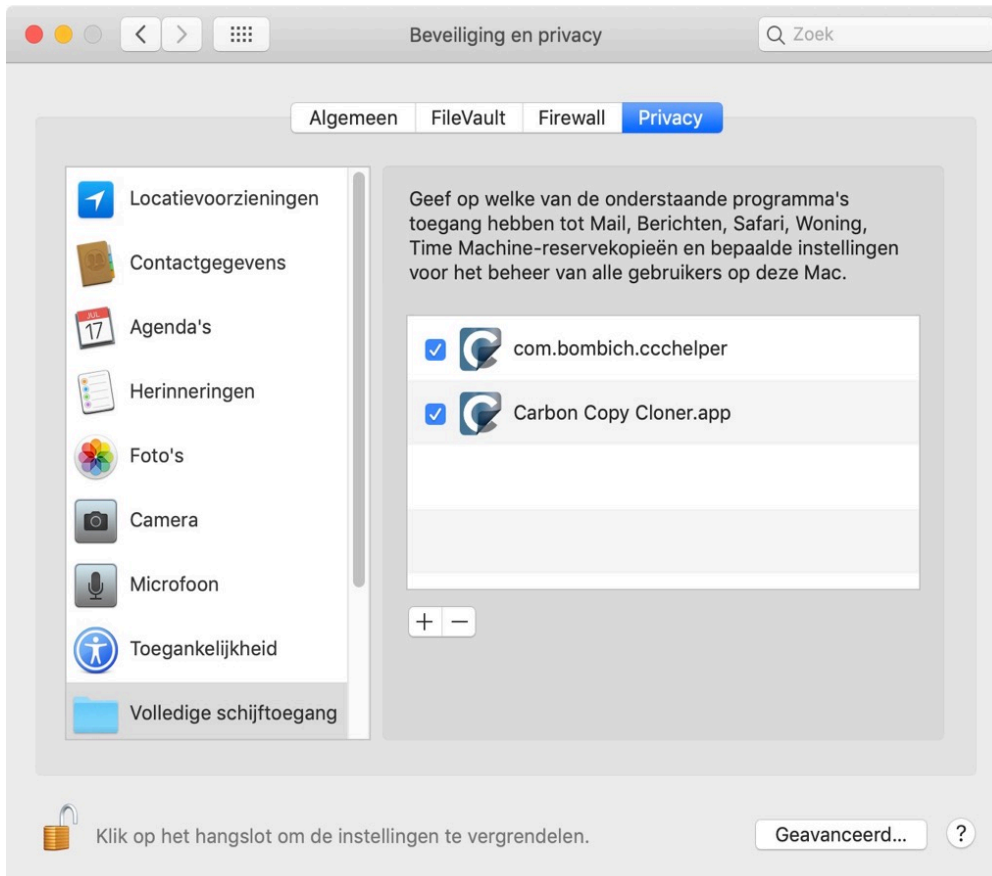 Beveiliging en privacy
Zoek
Algemeen
FileVault
Firewall
Privacy
Locatievoorzieningen
Contactgegevens
JUL
17
Agenda's
Herinneringen
Foto's
Camera
Microfoon
Toegankelijkheid
Volledige schijftoegang
Geef op welke van de onderstaande programma's
toegang hebben tot Mail, Berichten, Safari, Woning,
Time Machine-reservekopieën en bepaalde instellingen
voor het beheer van alle gebruikers op deze Mac.
com.bombich.ccchelper
Carbon Copy Cloner.app
+ −
Klik op het hangslot om de instellingen te vergrendelen.
Geavanceerd...
?